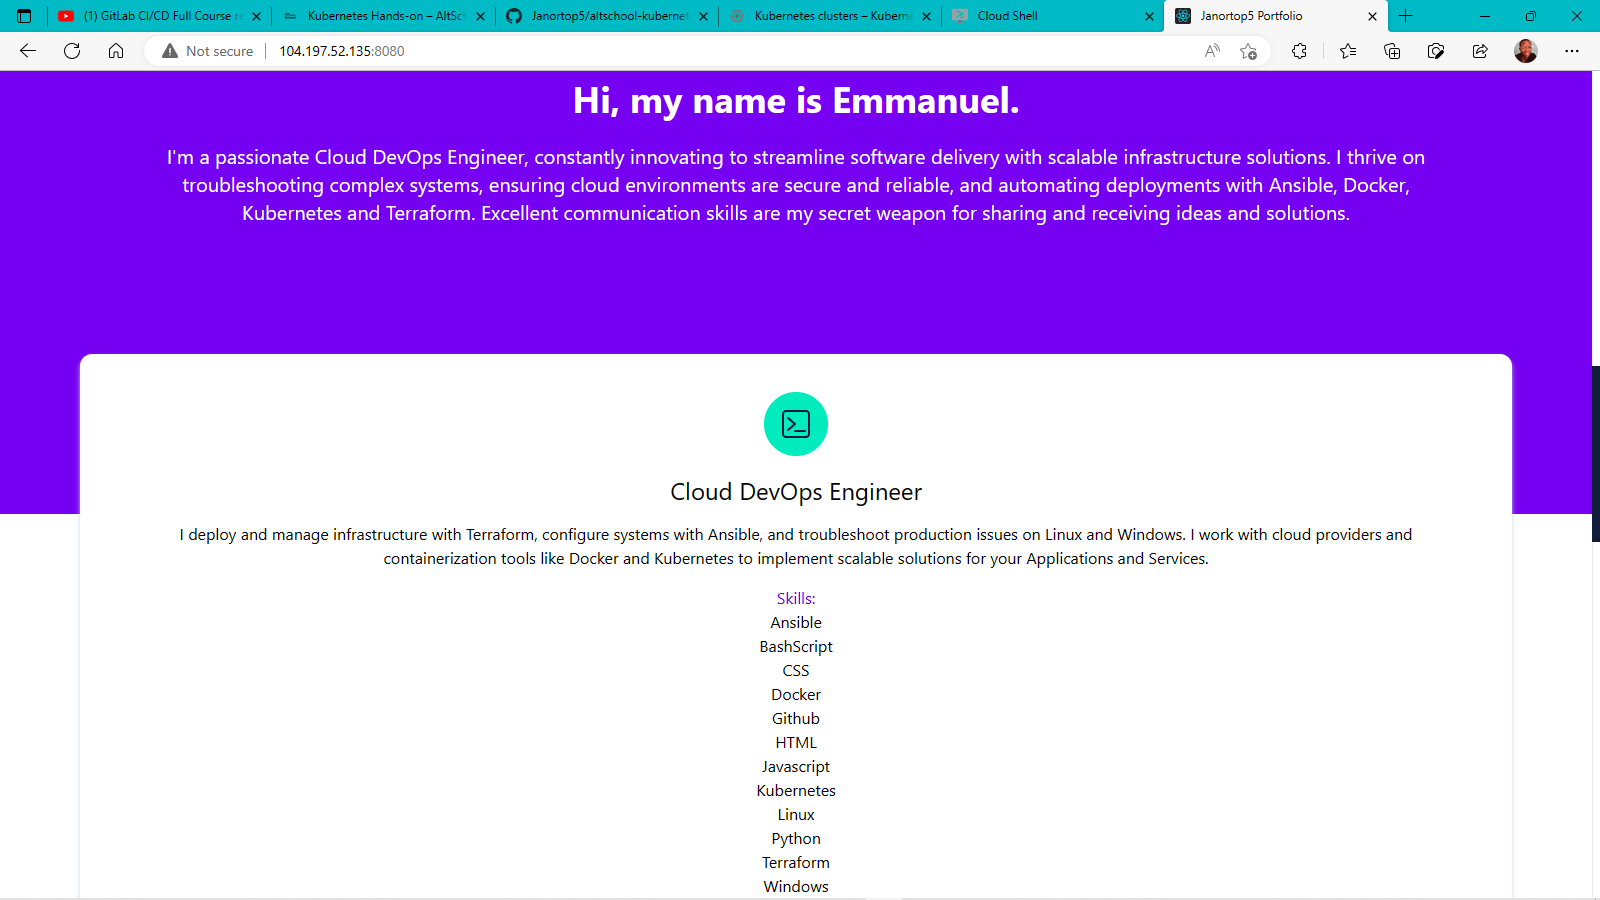 (1) GitLab CI/CD Full Course re
Kubernetes Hands-on – AltSch
Janortop5/altschool-kubernet
Kubernetes clusters – Kuberne
Cloud Shell
Janortop5 Portfolio
Not secure
104.197.52.135:8080
Hi, my name is Emmanuel.
I'm a passionate Cloud DevOps Engineer, constantly innovating to streamline software delivery with scalable infrastructure solutions. I thrive on
troubleshooting complex systems, ensuring cloud environments are secure and reliable, and automating deployments with Ansible, Docker,
Kubernetes and Terraform. Excellent communication skills are my secret weapon for sharing and receiving ideas and solutions.
Cloud DevOps Engineer
I deploy and manage infrastructure with Terraform, configure systems with Ansible, and troubleshoot production issues on Linux and Windows. I work with cloud providers and
containerization tools like Docker and Kubernetes to implement scalable solutions for your Applications and Services.
Skills:
Ansible
BashScript
CSS
Docker
Github
HTML
Javascript
Kubernetes
Linux
Python
Terraform
Windows